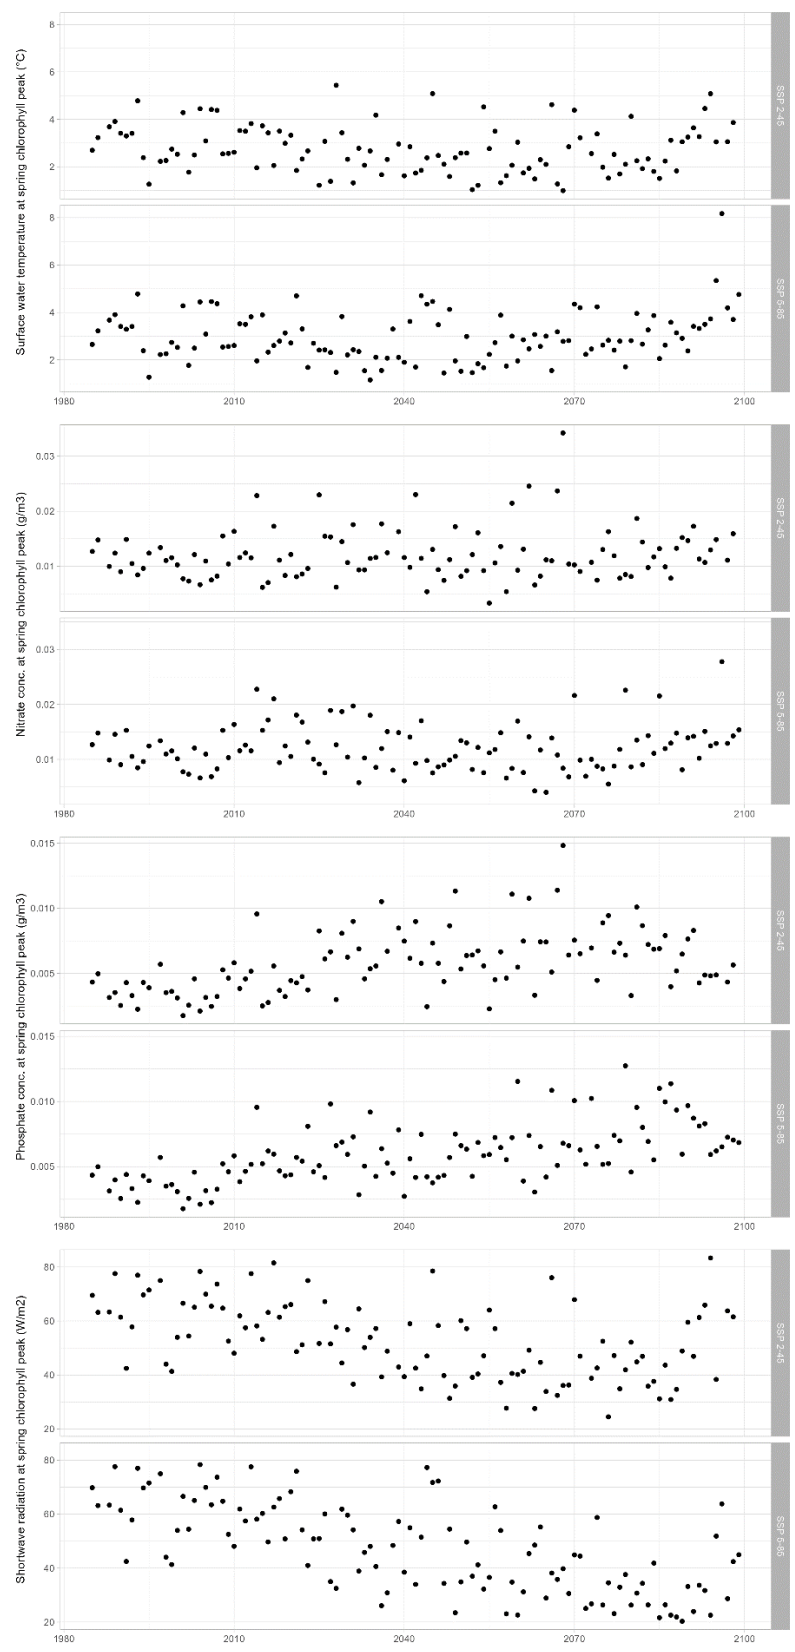 Surface water temperature at spring chlorophyll peak (°C)
8
6
4
2
SSP 2-45
8
6
4
2
SSP 5-85
1980 2010 2040 2070 2100
Nitrate conc. at spring chlorophyll peak (g/m3)
0.03
0.02
0.01
SSP 2-45
0.03
0.02
0.01
SSP 5-85
1980 2010 2040 2070 2100
Phosphate conc. at spring chlorophyll peak (g/m3)
0.015
0.010
0.005
SSP 2-45
0.015
0.010
0.005
SSP 5-85
1980 2010 2040 2070 2100
Shortwave radiation at spring chlorophyll peak (W/m2)
80
60
40
20
SSP 2-45
80
60
40
20
SSP 5-85
1980 2010 2040 2070 2100